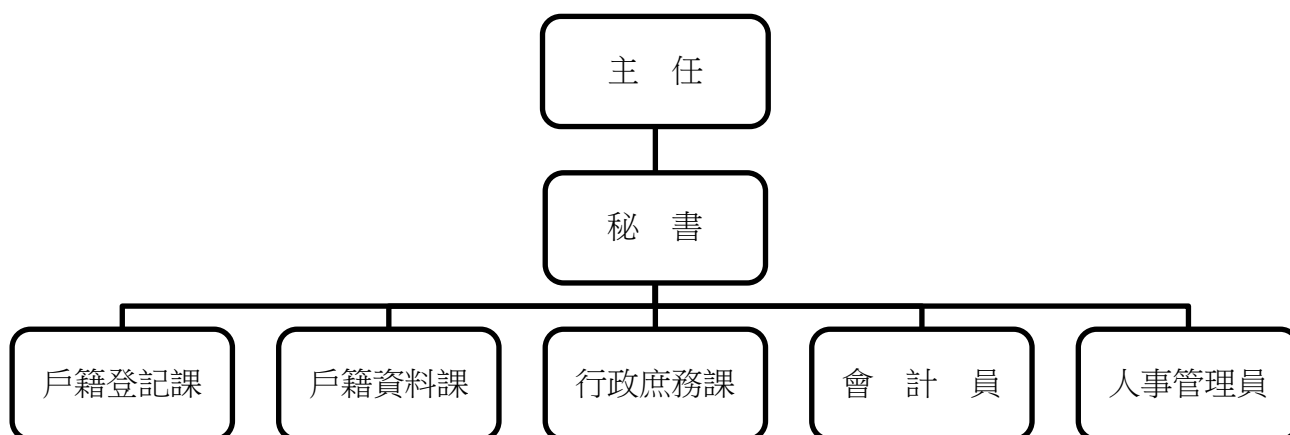 主　任
秘　書
戶籍登記課
戶籍資料課
行政庶務課
會　計　員
人事管理員